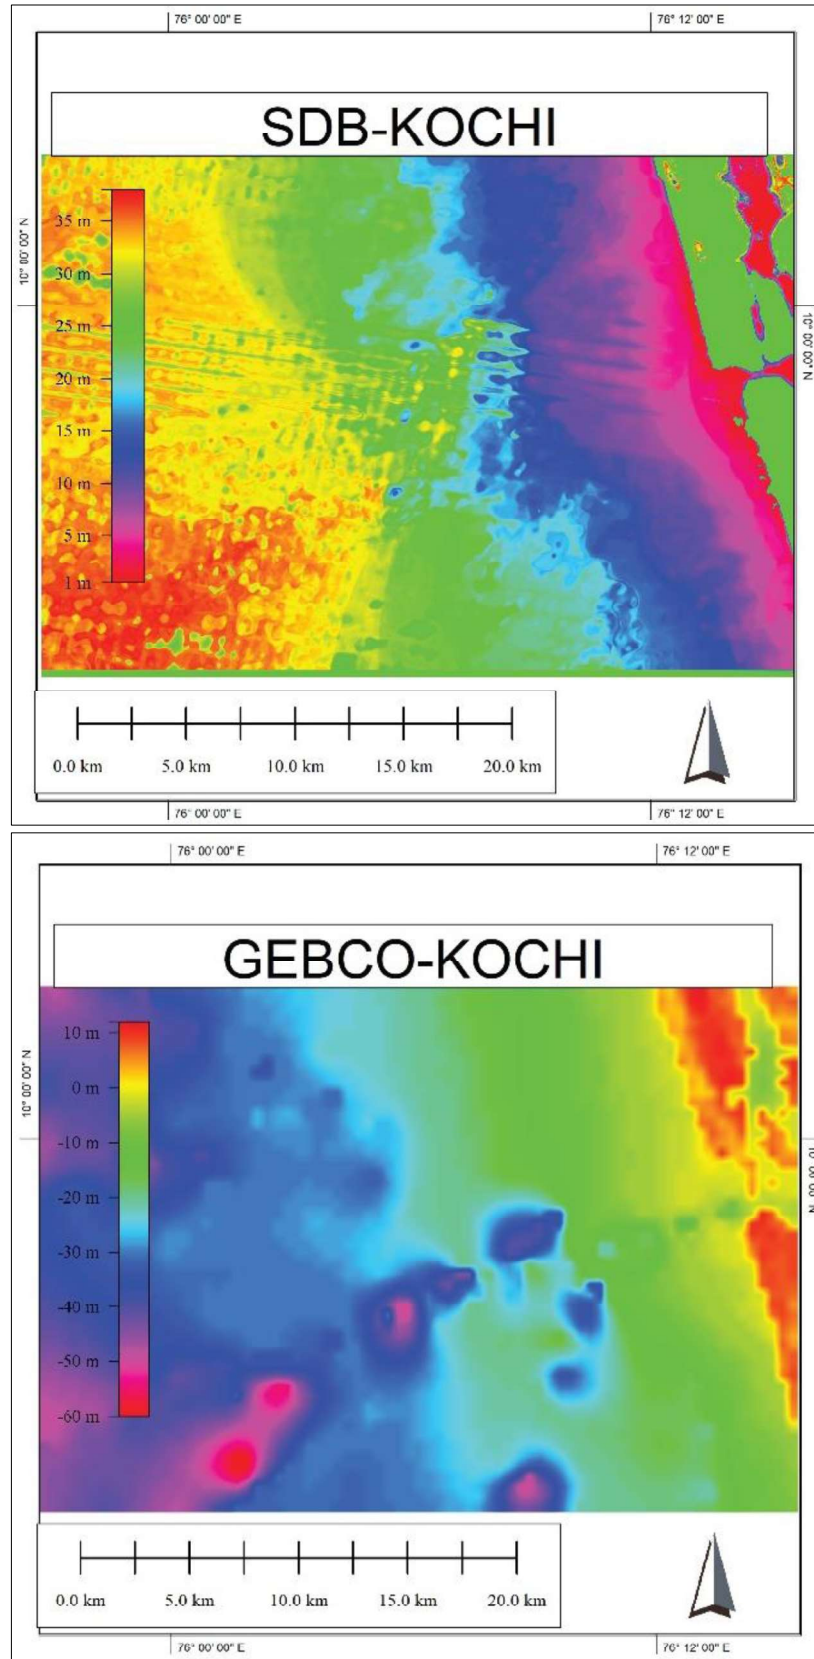 76° 00' 00" E 76° 12' 00" E
SDB-KOCHI
10° 00' 00" N
10° 00' 00" N
35 m
30 m
25 m
20 m
15 m
10 m
5 m
1 m
0.0 km 5.0 km 10.0 km 15.0 km 20.0 km
76° 00' 00" E 76° 12' 00" E
76° 00' 00" E 76° 12' 00" E
GEBCO-KOCHI
10° 00' 00" N
10° 00' 00" N
10 m
0 m
-10 m
-20 m
-30 m
-40 m
-50 m
-60 m
0.0 km 5.0 km 10.0 km 15.0 km 20.0 km
76° 00' 00" E 76° 12' 00" E